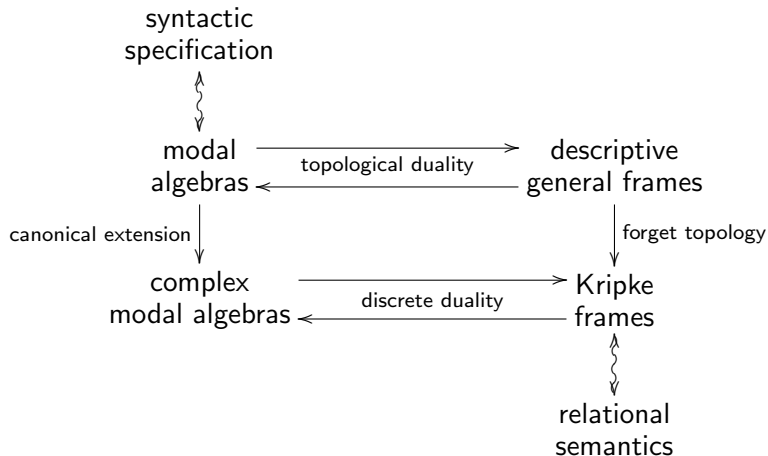 syntactic
specification
modal
algebras
topological duality
descriptive
general frames
canonical extension
forget topology
complex
modal algebras
discrete duality
Kripke
frames
relational
semantics